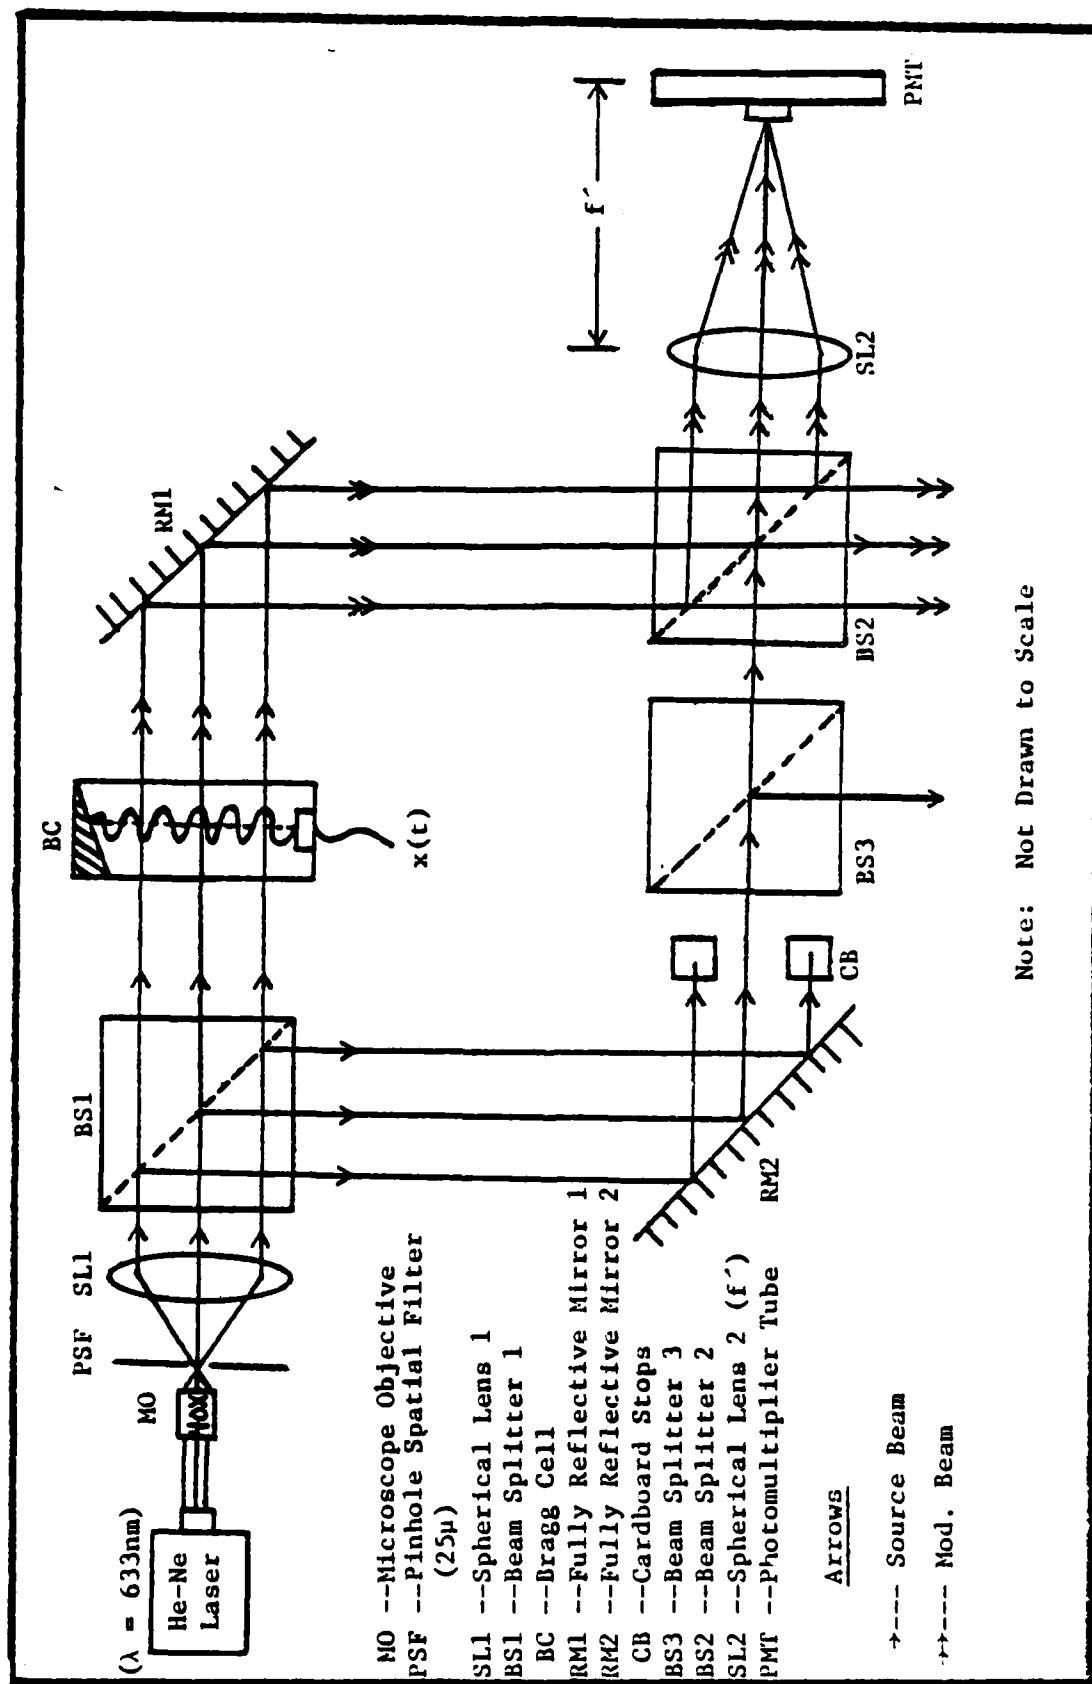 (λ = 633nm)
He-Ne
Laser
MO
40X
PSF
SL1
BS1
BC
x(t)
RM1
RM2
CB
BS3
BS2
SL2
f´
PMT
MO --Microscope Objective
PSF --Pinhole Spatial Filter
(25μ)
SL1 --Spherical Lens 1
BS1 --Beam Splitter 1
BC --Bragg Cell
RM1 --Fully Reflective Mirror 1
RM2 --Fully Reflective Mirror 2
CB --Cardboard Stops
BS3 --Beam Splitter 3
BS2 --Beam Splitter 2
SL2 --Spherical Lens 2 (f´)
PMT --Photomultiplier Tube
Arrows
→--- Source Beam
→→--- Mod. Beam
Note: Not Drawn to Scale